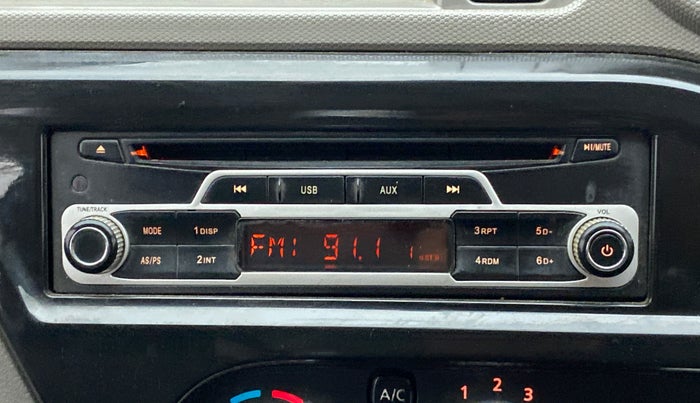 ⏏ ⏯/MUTE
⏮ USB AUX ⏭
TUNE/TRACK VOL
MODE 1 DISP 3 RPT 5 D-
FM1 91.1 1
AS/PS 2 INT 4 RDM 6 D+
A/C 1 2 3